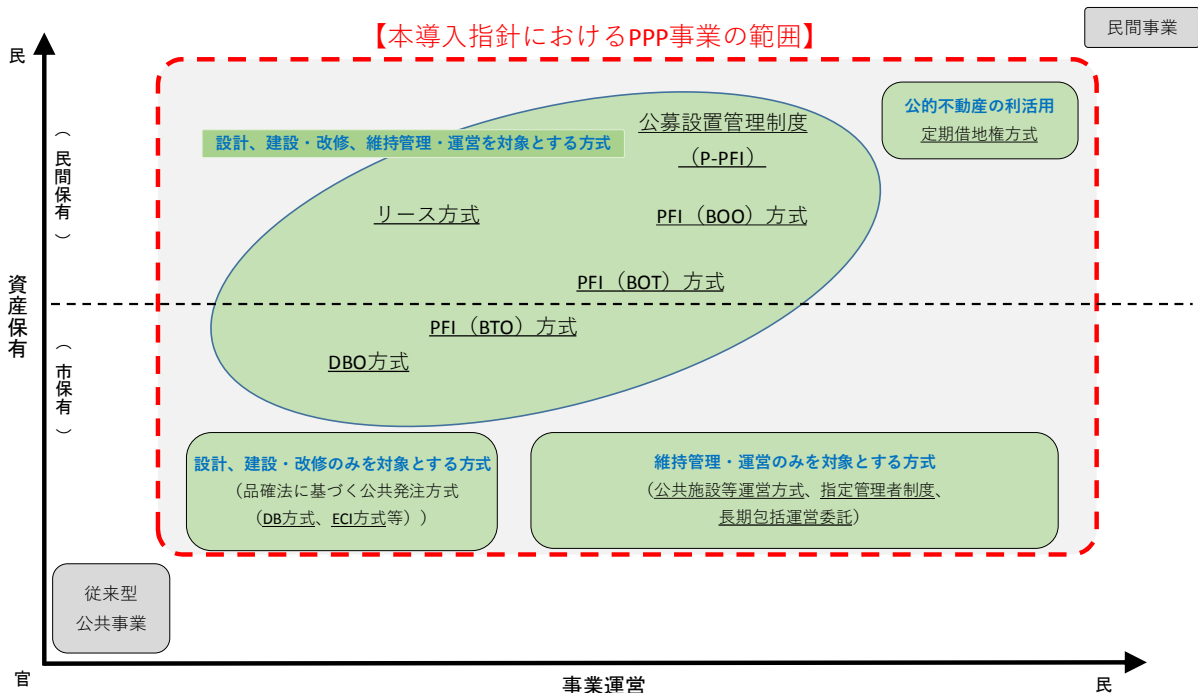 【本導入指針におけるPPP事業の範囲】
民間事業
民
（民間保有）
資産保有
（市保有）
官
公的不動産の利活用
定期借地権方式
設計、建設・改修、維持管理・運営を対象とする方式
公募設置管理制度
（P-PFI）
リース方式
PFI（BOO）方式
PFI（BOT）方式
PFI（BTO）方式
DBO方式
設計、建設・改修のみを対象とする方式
（品確法に基づく公共発注方式
（DB方式、ECI方式等））
維持管理・運営のみを対象とする方式
（公共施設等運営方式、指定管理者制度、
長期包括運営委託）
従来型
公共事業
事業運営
民